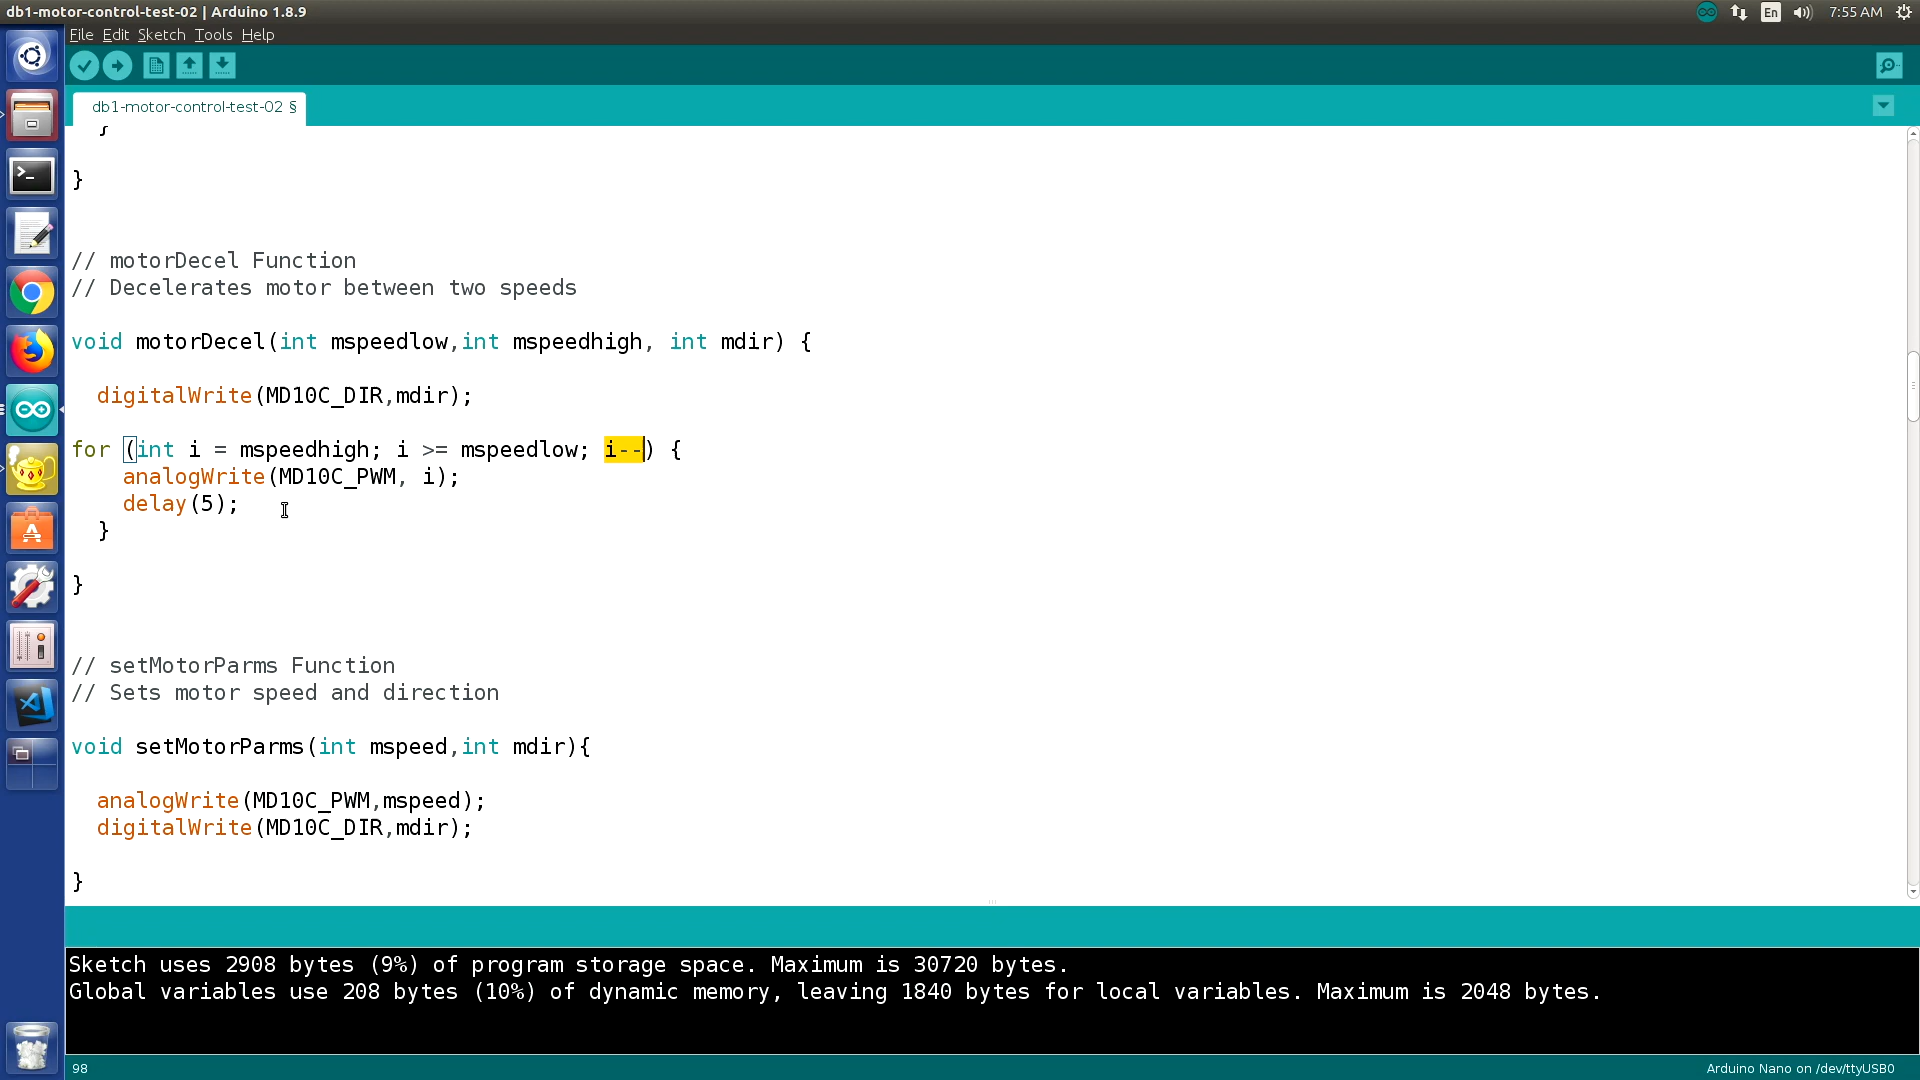 db1-motor-control-test-02 | Arduino 1.8.9
En
7:55 AM
File Edit Sketch Tools Help
db1-motor-control-test-02 §
}
}
// motorDecel Function
// Decelerates motor between two speeds
void motorDecel(int mspeedlow,int mspeedhigh, int mdir) {
digitalWrite(MD10C_DIR,mdir);
for (int i = mspeedhigh; i >= mspeedlow; i--) {
analogWrite(MD10C_PWM, i);
delay(5);
}
}
// setMotorParms Function
// Sets motor speed and direction
void setMotorParms(int mspeed,int mdir){
analogWrite(MD10C_PWM,mspeed);
digitalWrite(MD10C_DIR,mdir);
}
Sketch uses 2908 bytes (9%) of program storage space. Maximum is 30720 bytes.
Global variables use 208 bytes (10%) of dynamic memory, leaving 1840 bytes for local variables. Maximum is 2048 bytes.
98
Arduino Nano on /dev/ttyUSB0